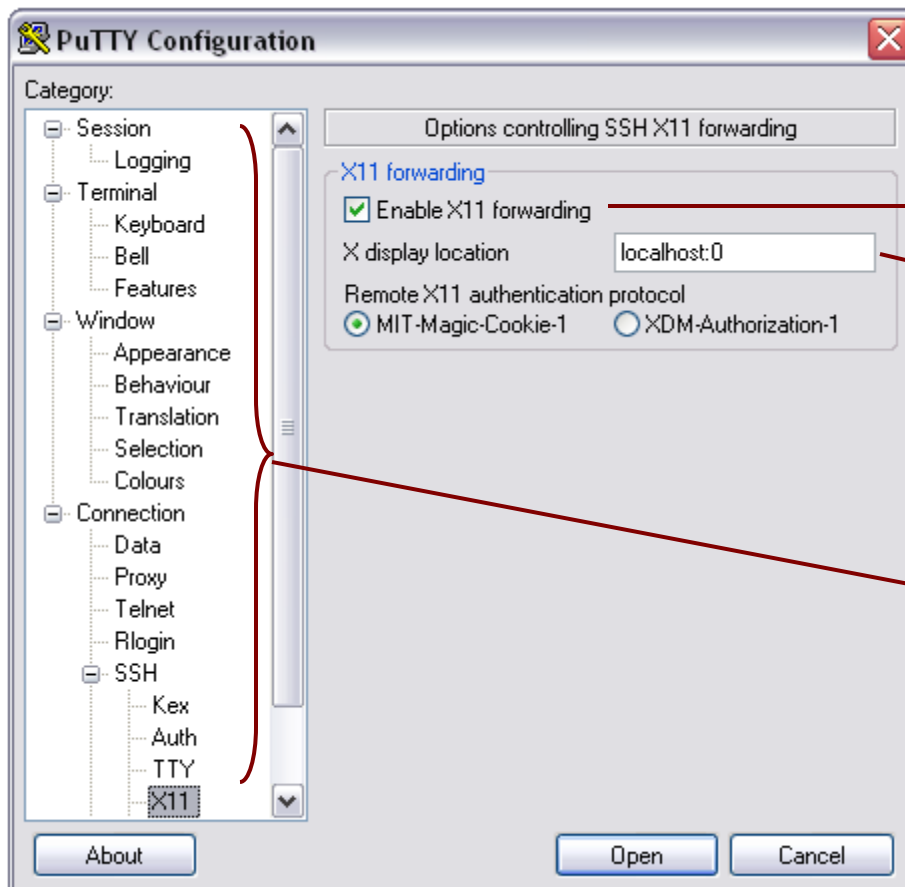 PuTTY Configuration
Category:
Session
Logging
Terminal
Keyboard
Bell
Features
Window
Appearance
Behaviour
Translation
Selection
Colours
Connection
Data
Proxy
Telnet
Rlogin
SSH
Kex
Auth
TTY
X11
Options controlling SSH X11 forwarding
X11 forwarding
Enable X11 forwarding
X display location localhost:0
Remote X11 authentication protocol
MIT-Magic-Cookie-1 XDM-Authorization-1
About Open Cancel